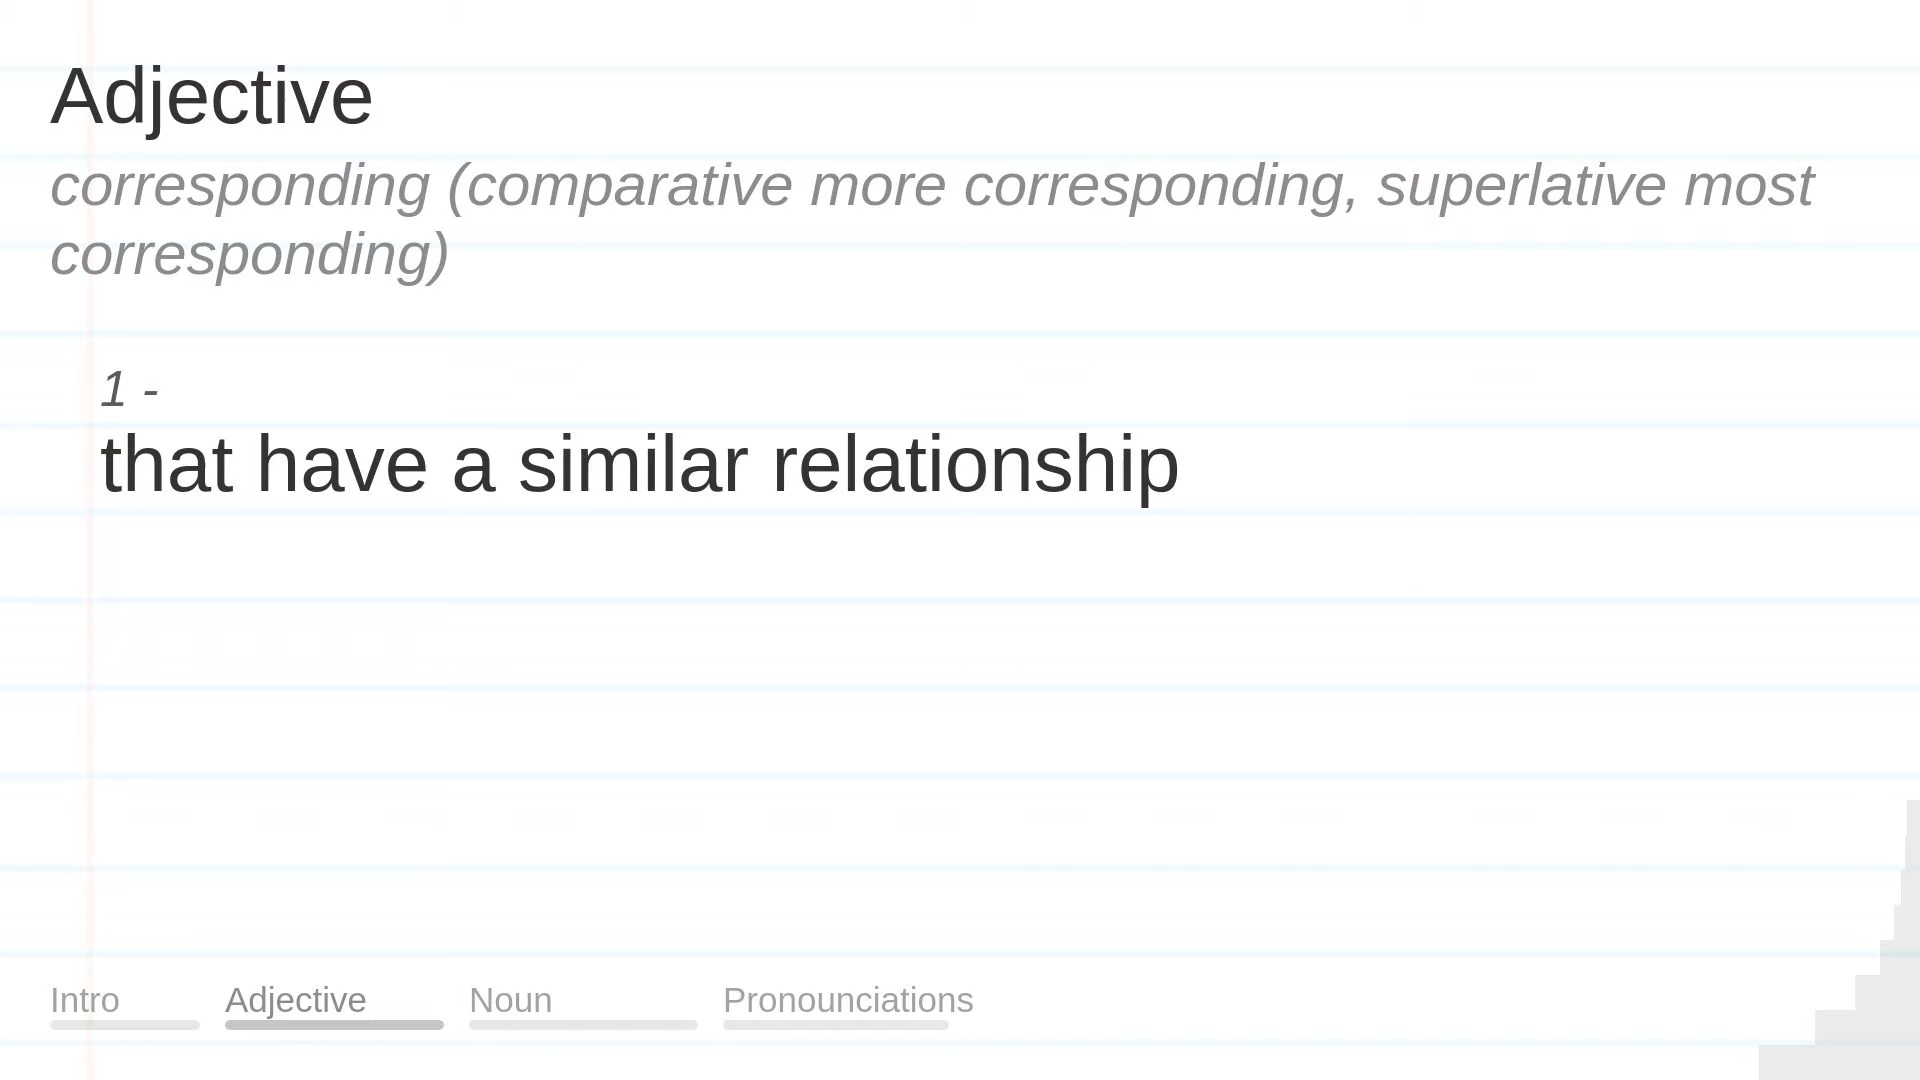 Adjective
corresponding (comparative more corresponding, superlative most
corresponding)
1 -
that have a similar relationship
Intro Adjective Noun Pronounciations